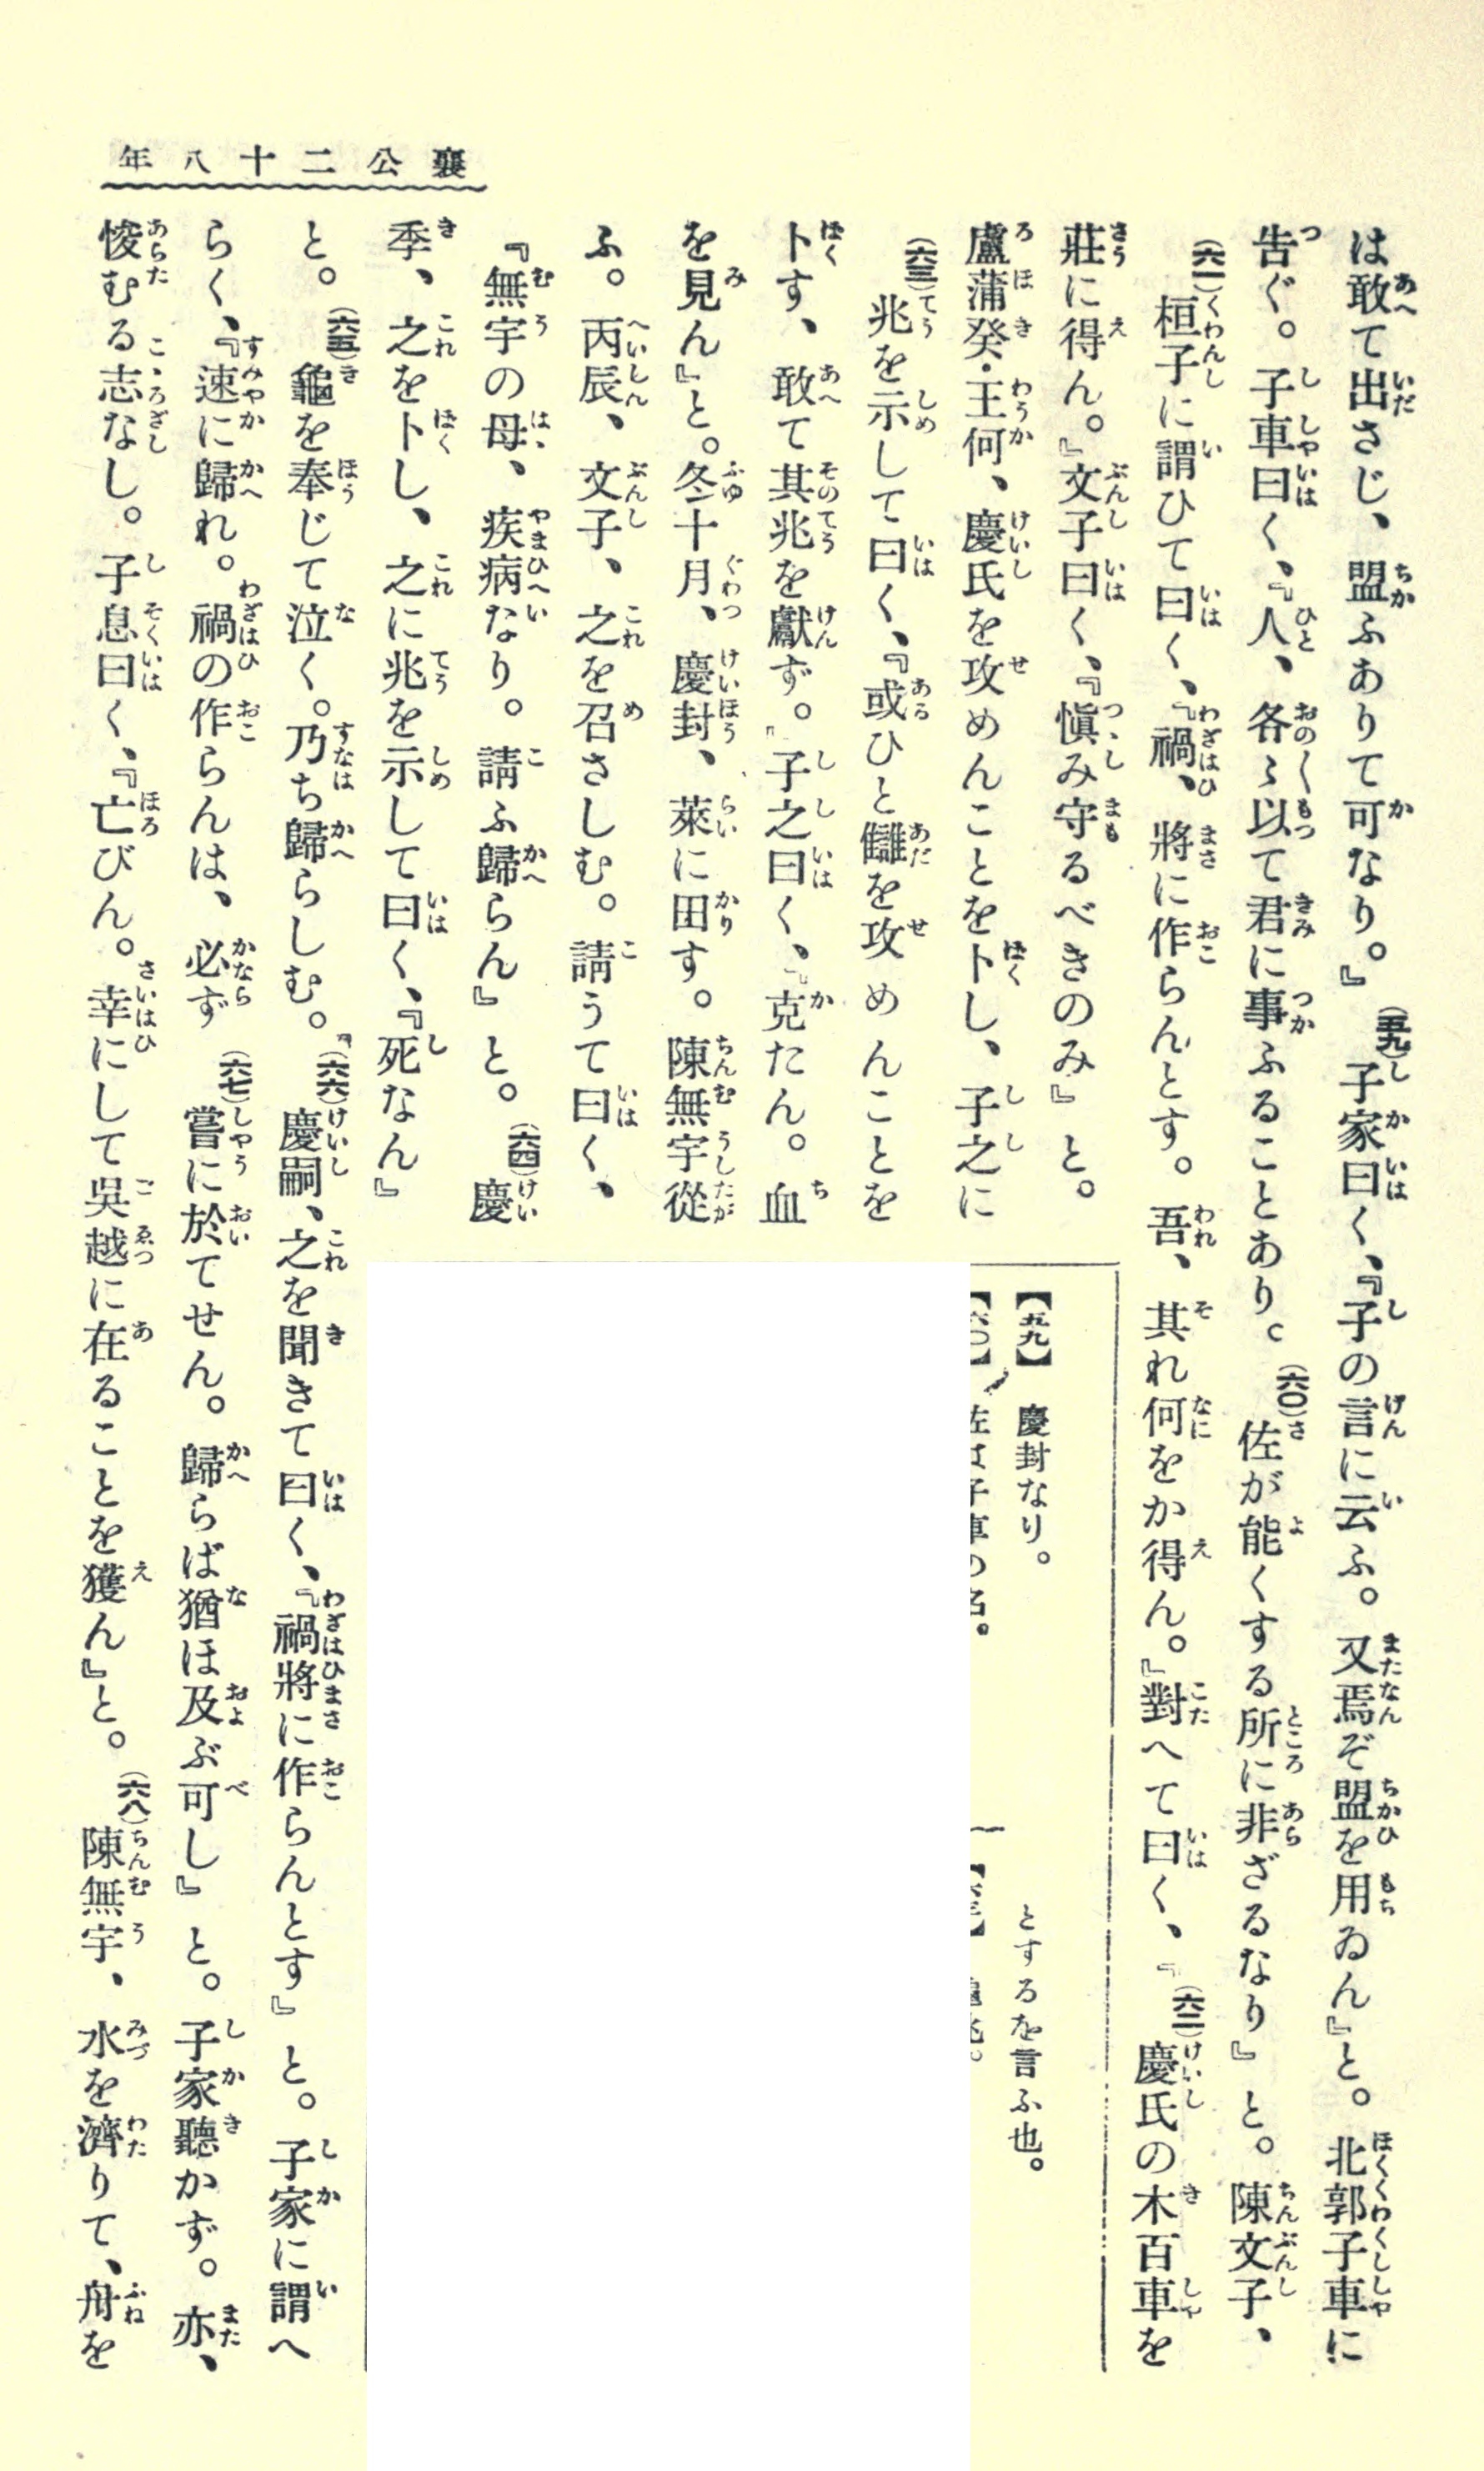 襄公二十八年
は敢て出さじ、盟ふありて可なり。』(五九)子家曰く、『子の言に云ふ。又焉ぞ盟を用ゐん』と。北郭子車に
告ぐ。子車曰く、『人、各〻以て君に事ふることあり。(六〇)佐が能くする所に非ざるなり』と。陳文子、
(六一)桓子に謂ひて曰く、『禍、將に作らんとす。吾、其れ何をか得ん。』對へて曰く、『(六二)慶氏の木百車を
莊に得ん。』文子曰く、『愼み守るべきのみ』と。
盧蒲癸・王何、慶氏を攻めんことを卜し、子之に
(六三)兆を示して曰く、『或ひと讎を攻めんことを
卜す、敢て其兆を獻ず。』子之曰く、『克たん。血
を見ん』と。冬十月、慶封、萊に田す。陳無宇從
ふ。丙辰、文子、之を召さしむ。請うて曰く、
『無宇の母、疾病なり。請ふ歸らん』と。(六四)慶
季、之を卜し、之に兆を示して曰く、『死なん』
と。(六五)龜を奉じて泣く。乃ち歸らしむ。『(六六)慶嗣、之を聞きて曰く、『禍將に作らんとす』と。子家に謂へ
らく、『速に歸れ。禍の作らんは、必ず(六七)嘗に於てせん。歸らば猶ほ及ぶ可し』と。子家聽かず。亦、
悛むる志なし。子息曰く、『亡びん。幸にして吳越に在ることを獲ん』と。(六八)陳無宇、水を濟りて、舟を
【五九】 慶封なり。
とするを言ふ也。